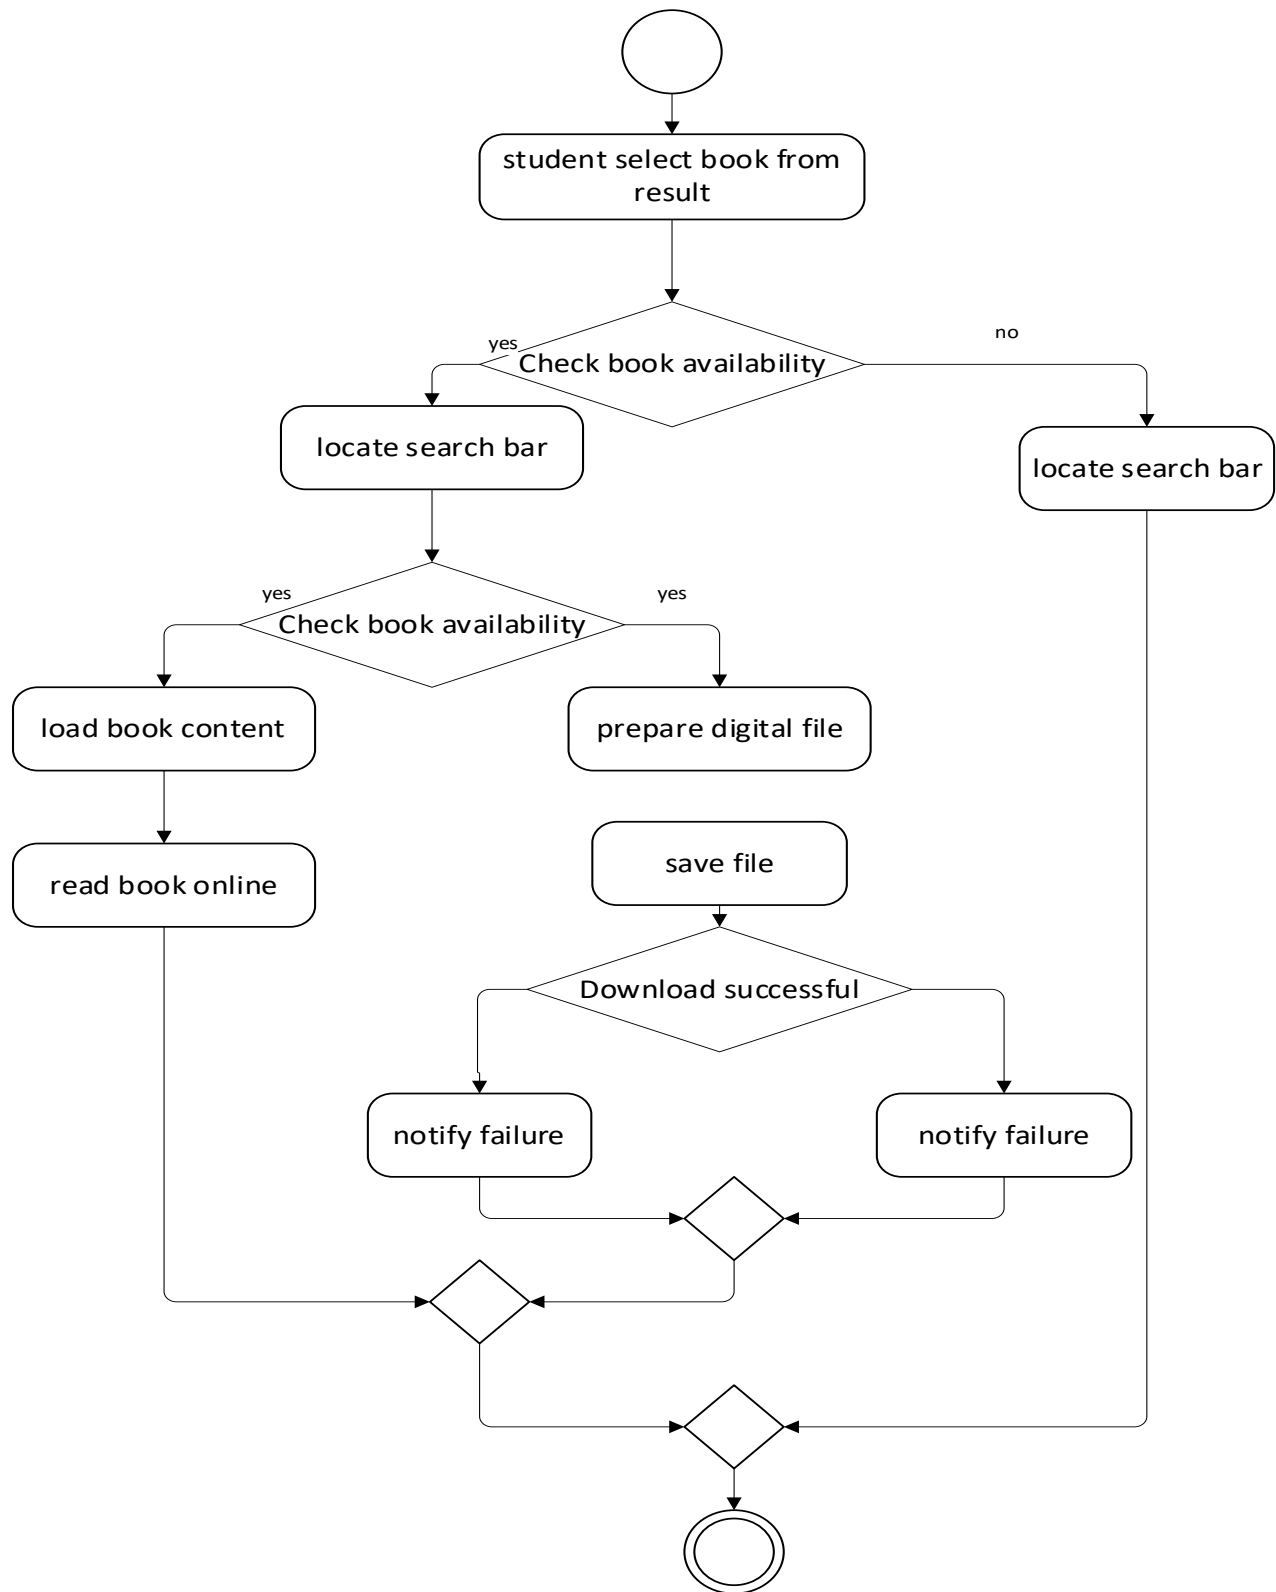 student select book from
result
yes
no
Check book availability
locate search bar
locate search bar
yes
yes
Check book availability
load book content
prepare digital file
save file
read book online
Download successful
notify failure
notify failure